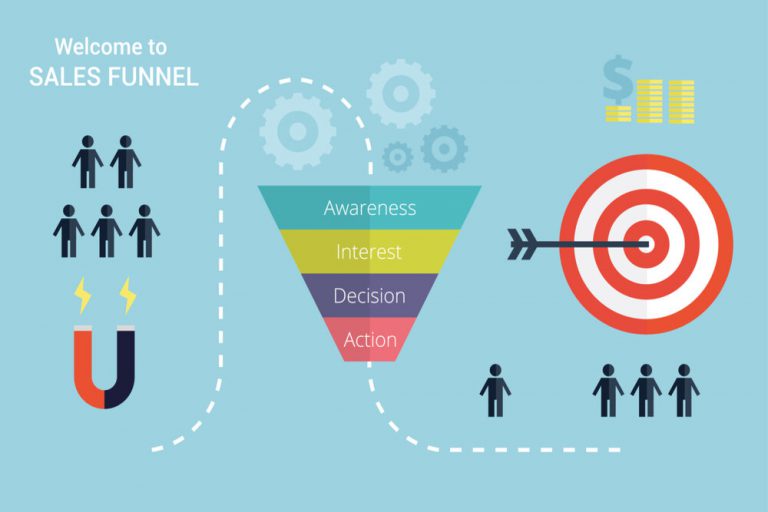 Welcome to
SALES FUNNEL
$
Awareness
Interest
Decision
Action